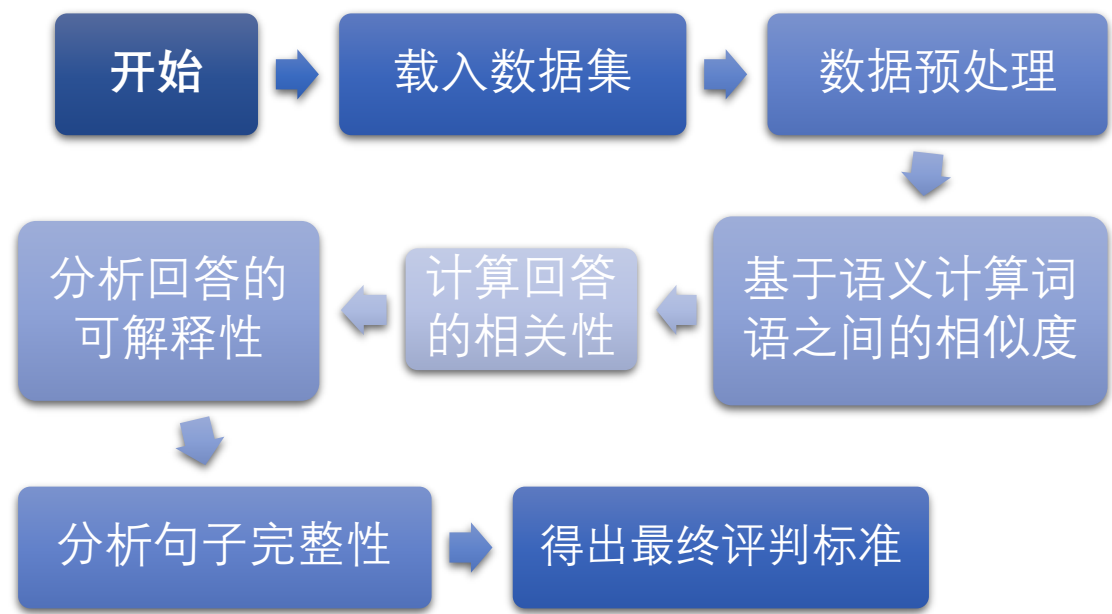 开始
载入数据集
数据预处理
基于语义计算词
语之间的相似度
计算回答
的相关性
分析回答的
可解释性
分析句子完整性
得出最终评判标准